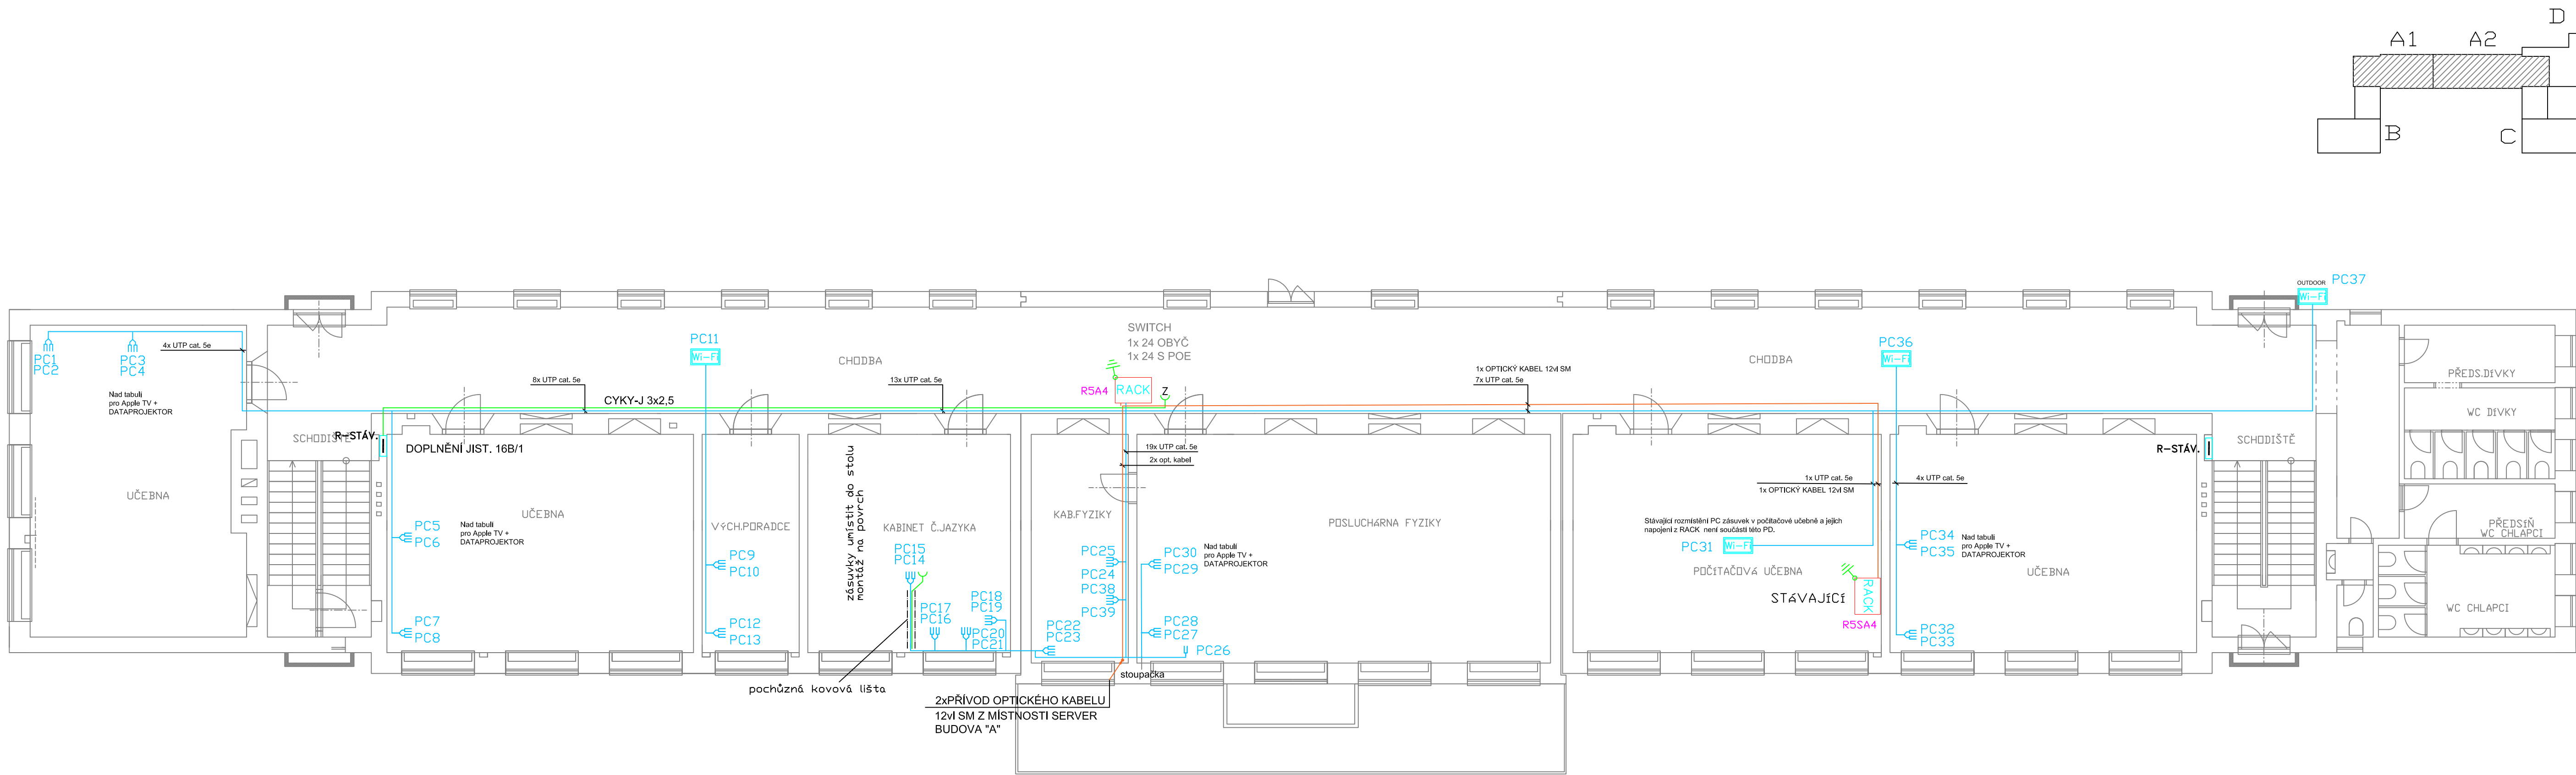 D
A1
A2
B
C
OUTDOOR
PC37
Wi-Fi
PC1
PC2
PC3
PC4
4x UTP cat. 5e
Nad tabulí
pro Apple TV +
DATAPROJEKTOR
UČEBNA
SCHODIŠTĚ
R-STÁV.
8x UTP cat. 5e
CYKY-J 3x2,5
DOPLNĚNÍ JIST. 16B/1
PC5
PC6
Nad tabulí
pro Apple TV +
DATAPROJEKTOR
UČEBNA
PC7
PC8
PC11
Wi-Fi
CHODBA
13x UTP cat. 5e
VÝCH.PORADCE
PC9
PC10
PC12
PC13
zásuvky umístit do stolu
montáž na povrch
KABINET Č.JAZYKA
PC15
PC14
PC17
PC16
PC18
PC19
PC20
PC21
pochůzná kovová lišta
SWITCH
1x 24 OBYČ
1x 24 S POE
R5A4
RACK
Z
19x UTP cat. 5e
2x opt. kabel
KAB.FYZIKY
PC25
PC24
PC38
PC39
PC22
PC23
PC30
PC29
Nad tabulí
pro Apple TV +
DATAPROJEKTOR
PC28
PC27
PC26
POSLUCHÁRNA FYZIKY
stoupačka
2xPŘÍVOD OPTICKÉHO KABELU
12vl SM Z MÍSTNOSTI SERVER
BUDOVA "A"
1x OPTICKÝ KABEL 12vl SM
7x UTP cat. 5e
CHODBA
PC36
Wi-Fi
1x UTP cat. 5e
1x OPTICKÝ KABEL 12vl SM
4x UTP cat. 5e
Stávající rozmístění PC zásuvek v počítačové učebně a jejich
napojení z RACK není součástí této PD.
PC31
Wi-Fi
POČÍTAČOVÁ UČEBNA
STÁVAJÍCÍ
RACK
R5SA4
PC34
PC35
Nad tabulí
pro Apple TV +
DATAPROJEKTOR
UČEBNA
PC32
PC33
R-STÁV.
SCHODIŠTĚ
PŘEDS.DÍVKY
WC DÍVKY
PŘEDSÍŇ
WC CHLAPCI
WC CHLAPCI